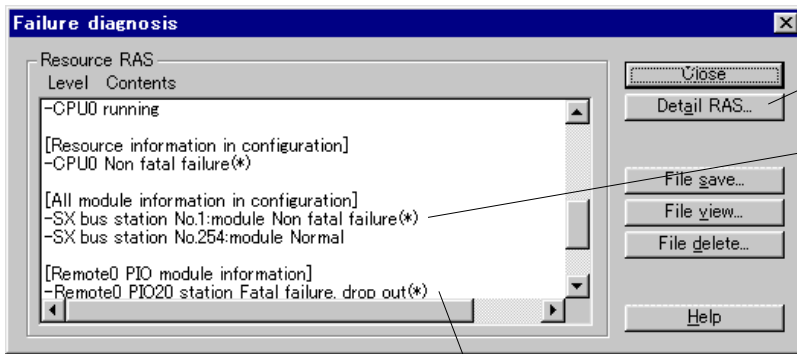 Failure diagnosis
Resource RAS
Level Contents
-CPU0 running
[Resource information in configuration]
-CPU0 Non fatal failure(*)
[All module information in configuration]
-SX bus station No.1:module Non fatal failure(*)
-SX bus station No.254:module Normal
[Remote0 PIO module information]
-Remote0 PIO20 station Fatal failure, drop out(*)
Close
Detail RAS...
File save...
File view...
File delete...
Help